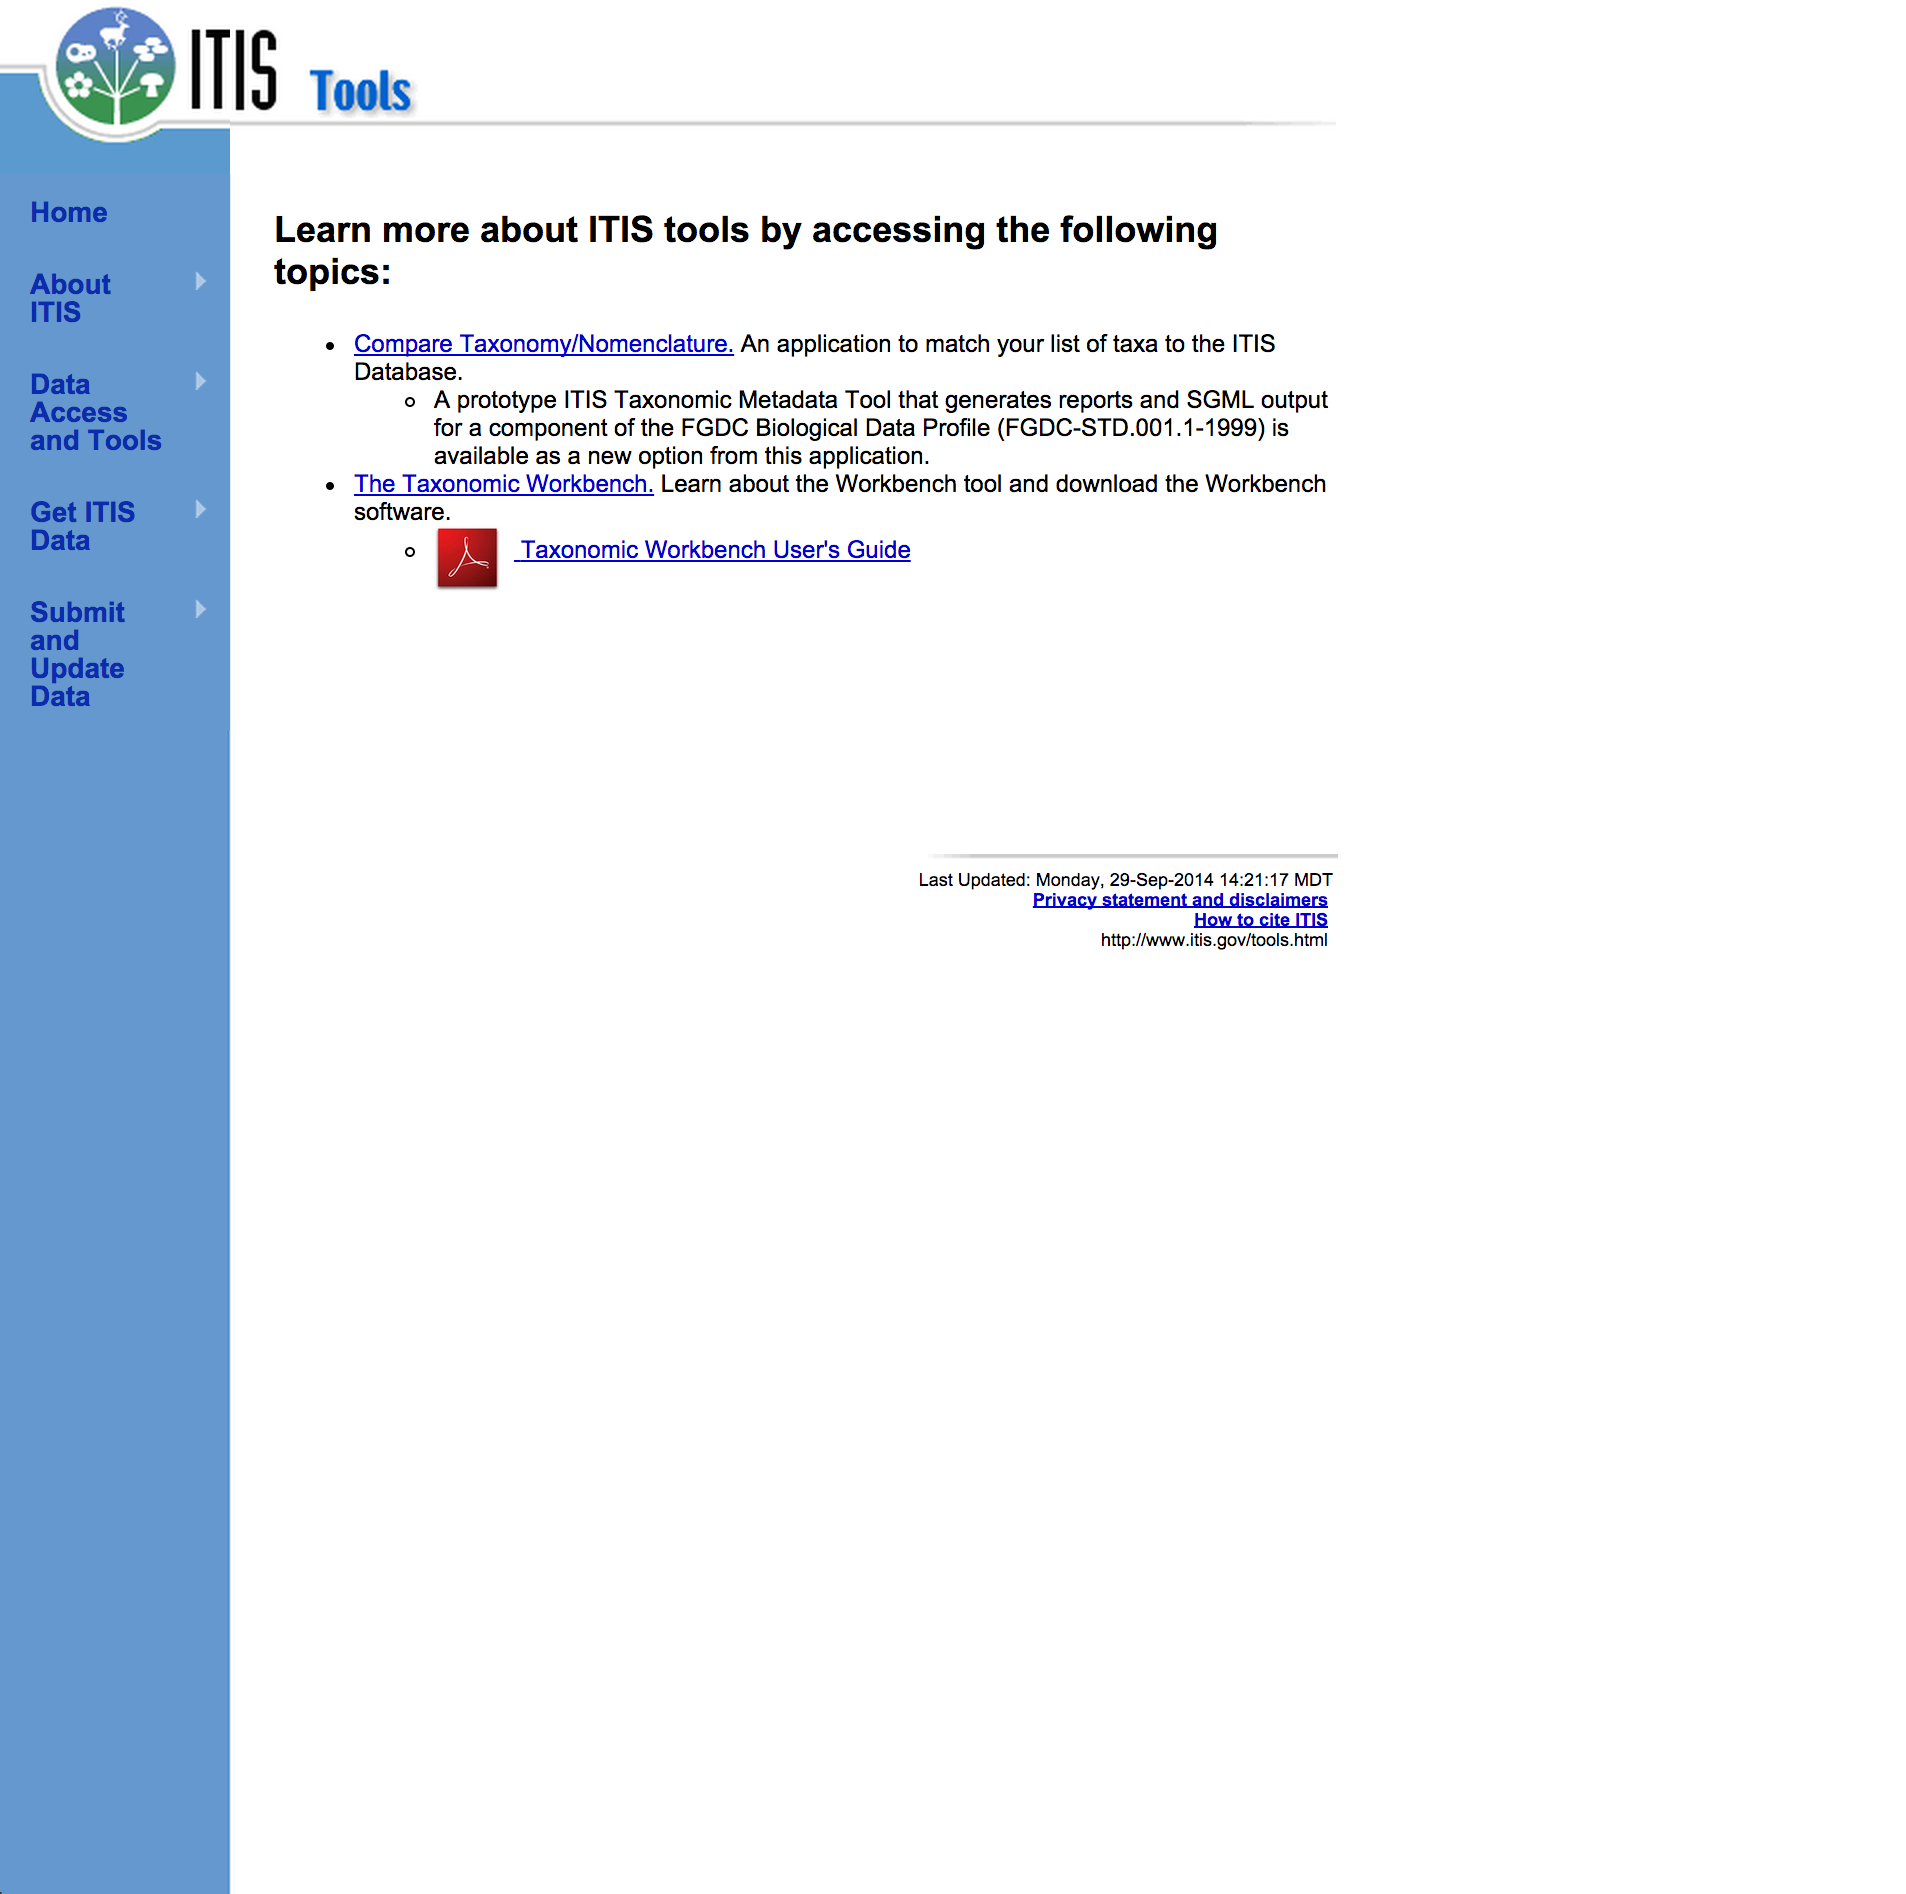 ITIS Tools
Home
About
ITIS
Data
Access
and Tools
Get ITIS
Data
Submit
and
Update
Data
Learn more about ITIS tools by accessing the following
topics:
Compare Taxonomy/Nomenclature. An application to match your list of taxa to the ITIS
Database.
A prototype ITIS Taxonomic Metadata Tool that generates reports and SGML output
for a component of the FGDC Biological Data Profile (FGDC-STD.001.1-1999) is
available as a new option from this application.
The Taxonomic Workbench. Learn about the Workbench tool and download the Workbench
software.
Taxonomic Workbench User's Guide
Last Updated: Monday, 29-Sep-2014 14:21:17 MDT
Privacy statement and disclaimers
How to cite ITIS
http://www.itis.gov/tools.html